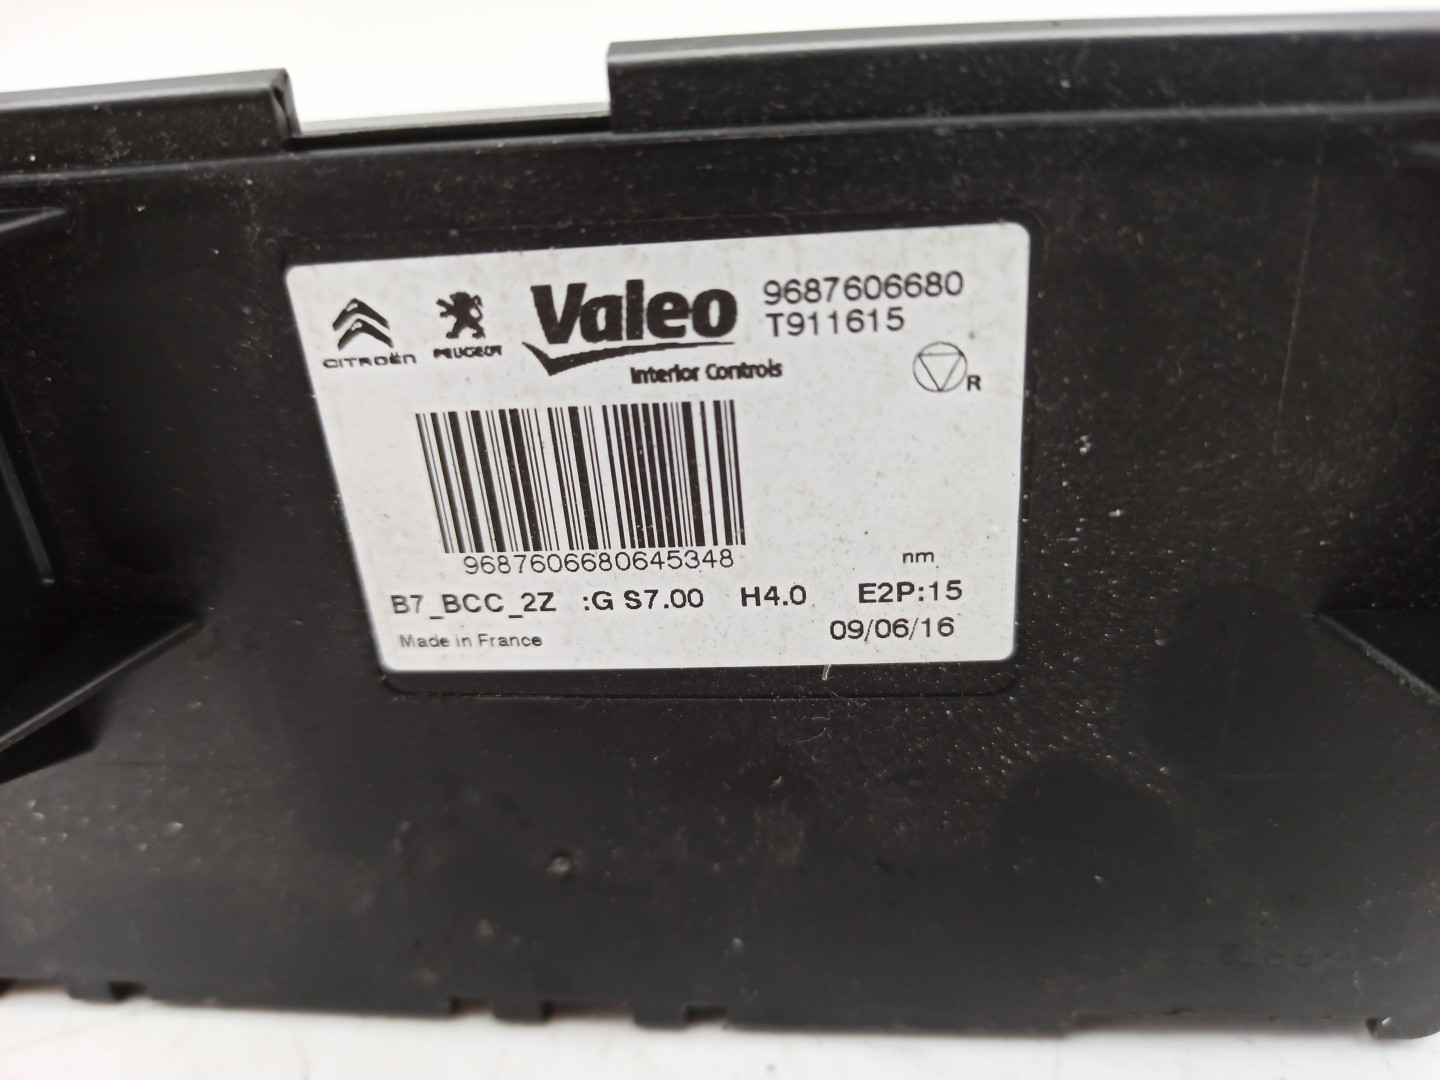 CITROËN
PEUGEOT
Valeo
Interior Controls
9687606680
T911615
R
9687606680645348
nm
B7_BCC_2Z :G S7.00 H4.0 E2P:15
Made in France
09/06/16